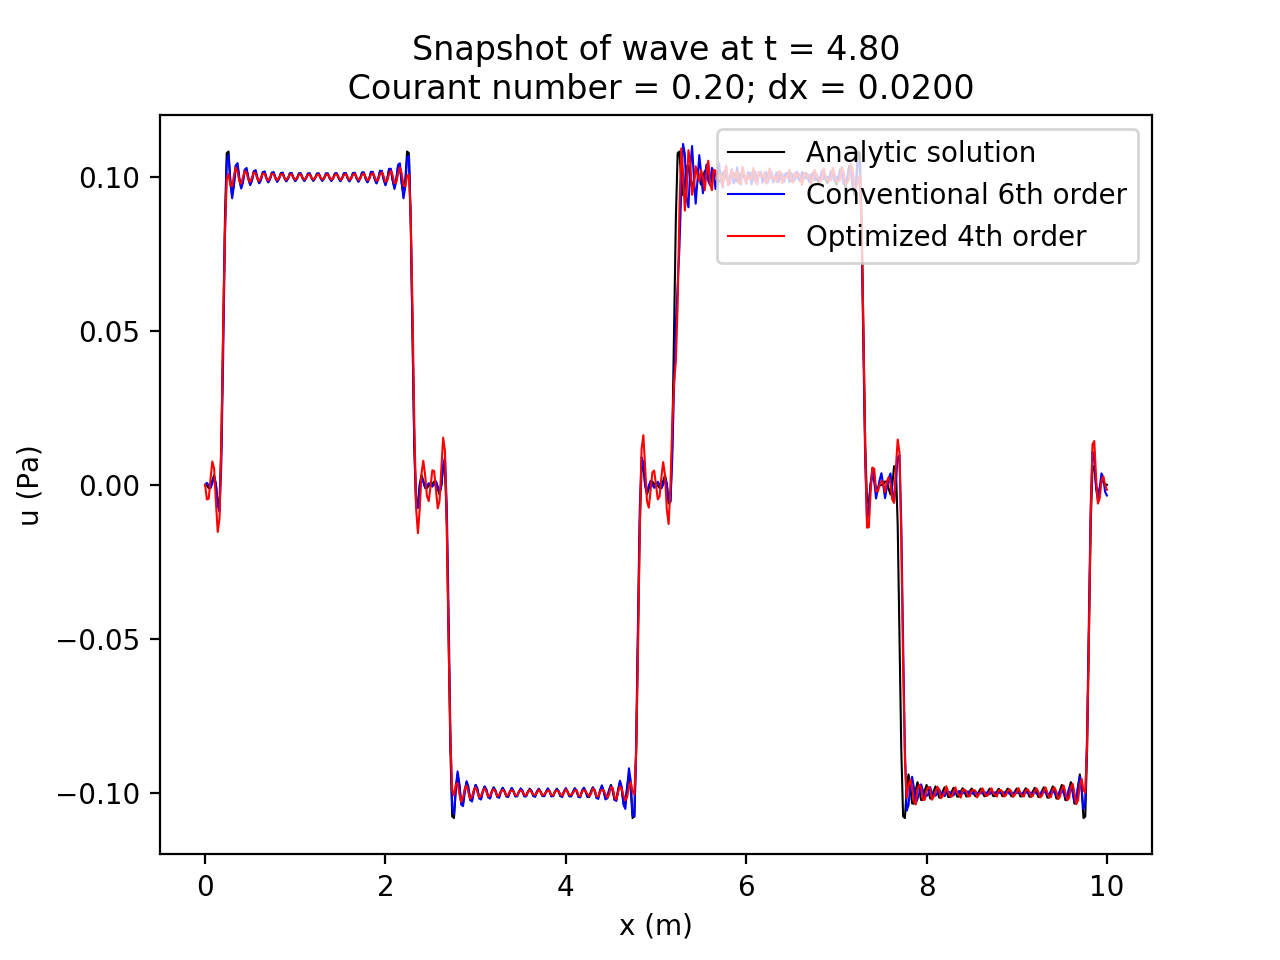 Snapshot of wave at t = 4.80
Courant number = 0.20; dx = 0.0200
Analytic solution
Conventional 6th order
Optimized 4th order
0.10
0.05
0.00
−0.05
−0.10
u (Pa)
0 2 4 6 8 10
x (m)